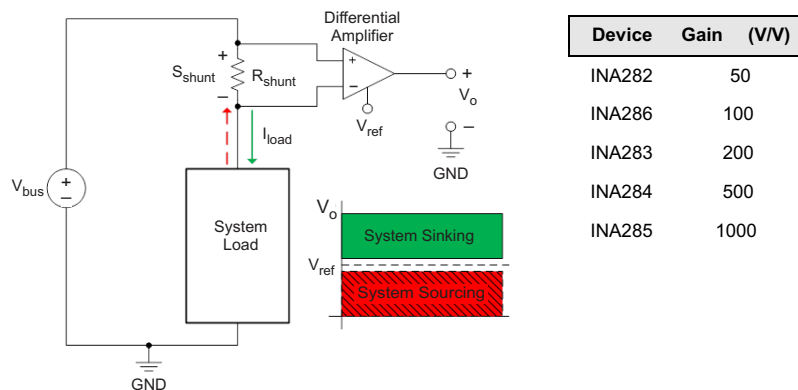 Differential
Amplifier
+
S_shunt
R_shunt
−
+
−
+
V_o
−
V_ref
GND
I_load
V_bus
+
−
System
Load
GND
V_o
System Sinking
V_ref
System Sourcing
Device Gain (V/V)
INA282 50
INA286 100
INA283 200
INA284 500
INA285 1000